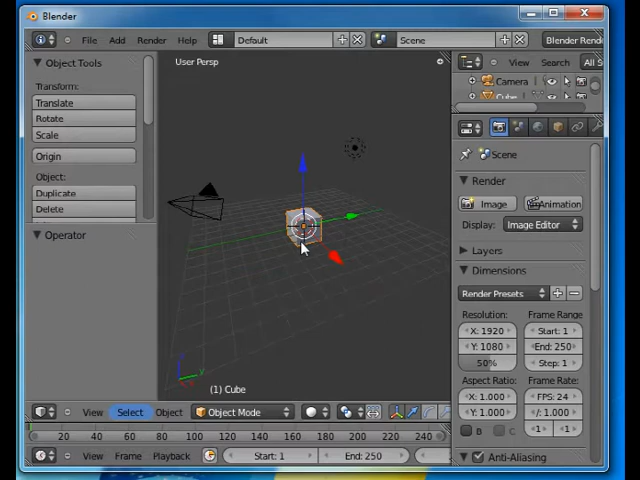 Blender
File Add Render Help Default Scene Blender Rend
Object Tools
Transform:
Translate
Rotate
Scale
Origin
Object:
Duplicate
Delete
Operator
User Persp
(1) Cube
View Search All S
Camera
Cube
Scene
Render
Image Animation
Display: Image Editor
Layers
Dimensions
Render Presets
Resolution: Frame Range
X: 1920 Start: 1
Y: 1080 End: 250
50% Step: 1
Aspect Ratio: Frame Rate:
X: 1.000 FPS: 24
Y: 1.000 /: 1.000
B C 1 1
Anti-Aliasing
View Select Object Object Mode
20 40 60 80 100 120 140 160 180 200 220 240
View Frame Playback Start: 1 End: 250